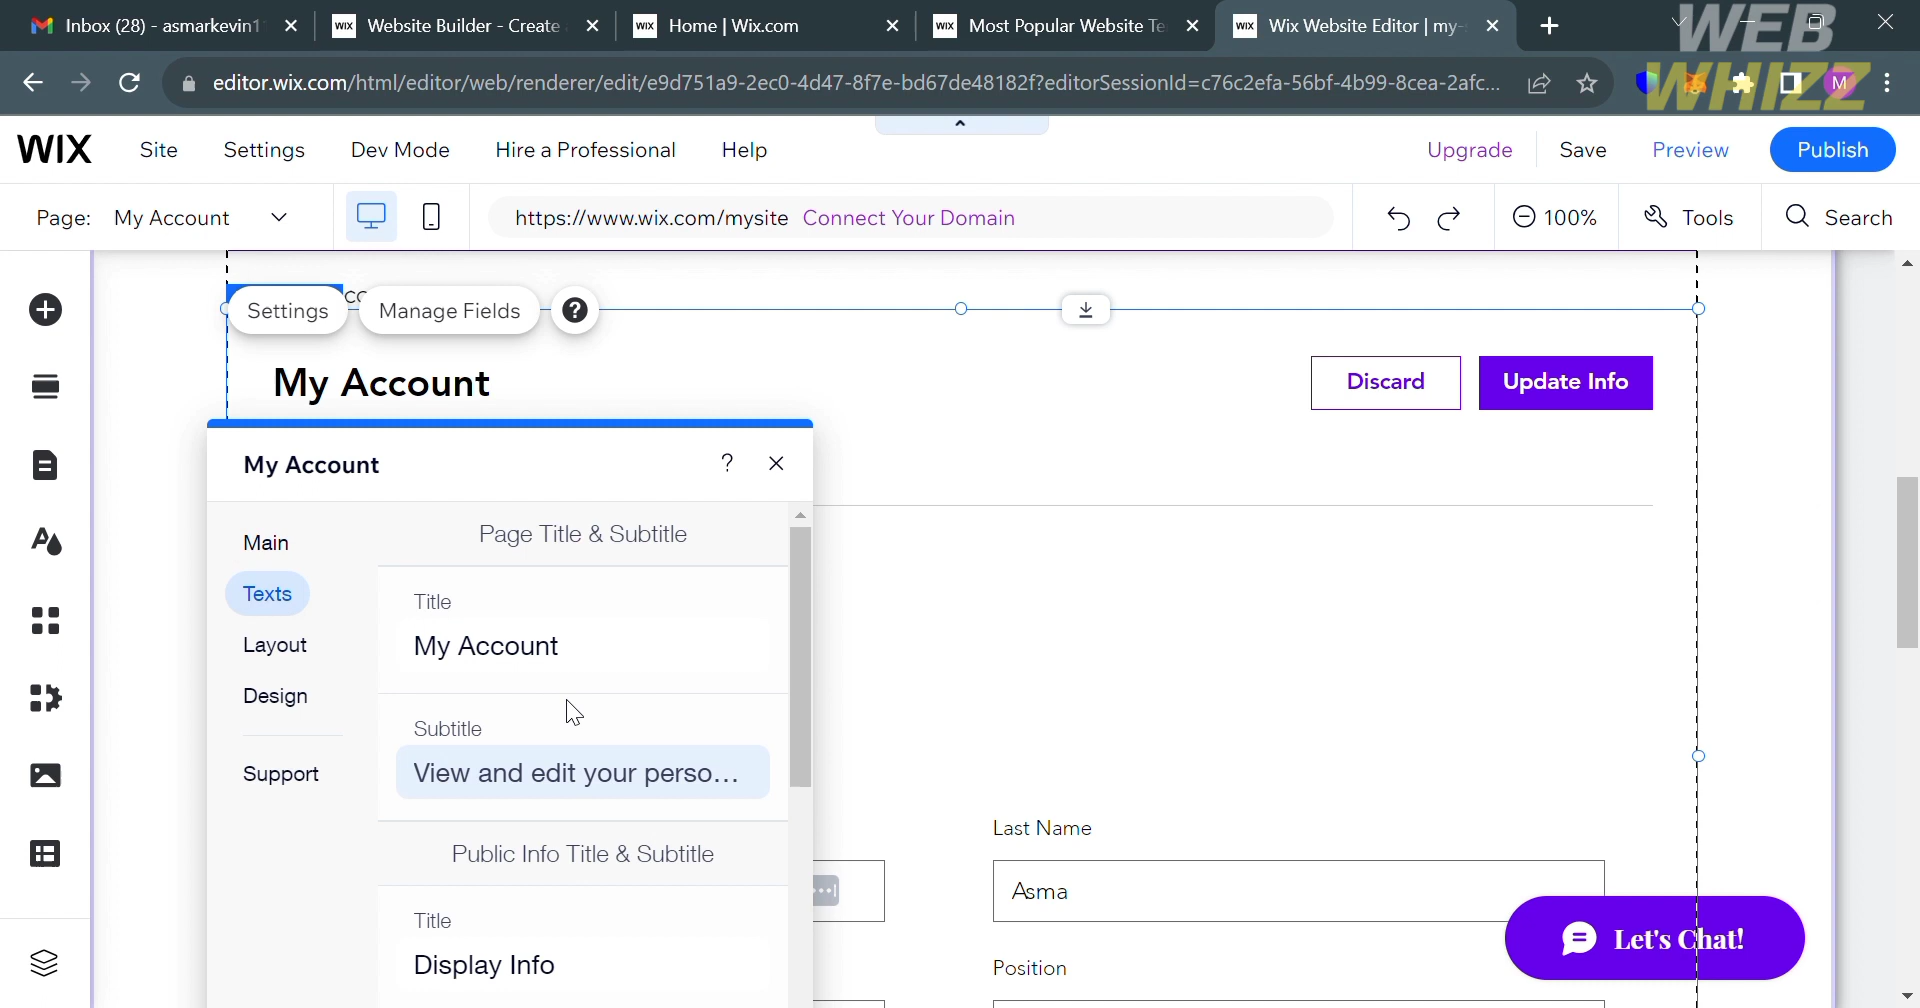 Inbox (28) - asmarkevin1
Website Builder - Create
Home | Wix.com
Most Popular Website Te
Wix Website Editor | my-
WEB
WHIZZ
editor.wix.com/html/editor/web/renderer/edit/e9d751a9-2ec0-4d47-8f7e-bd67de48182f?editorSessionId=c76c2efa-56bf-4b99-8cea-2afc...
M
WIX
Site
Settings
Dev Mode
Hire a Professional
Help
Upgrade
Save
Preview
Publish
Page: My Account
https://www.wix.com/mysite Connect Your Domain
100%
Tools
Search
Settings
Manage Fields
?
My Account
Discard
Update Info
My Account
?
Main
Texts
Layout
Design
Support
Page Title & Subtitle
Title
My Account
Subtitle
View and edit your perso...
Public Info Title & Subtitle
Title
Display Info
Last Name
Asma
Position
Let's Chat!